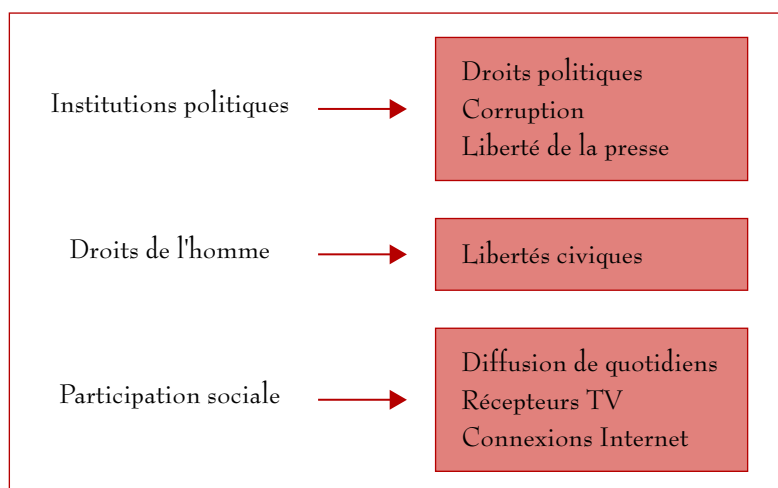 Institutions politiques
Droits politiques
Corruption
Liberté de la presse
Droits de l'homme
Libertés civiques
Participation sociale
Diffusion de quotidiens
Récepteurs TV
Connexions Internet